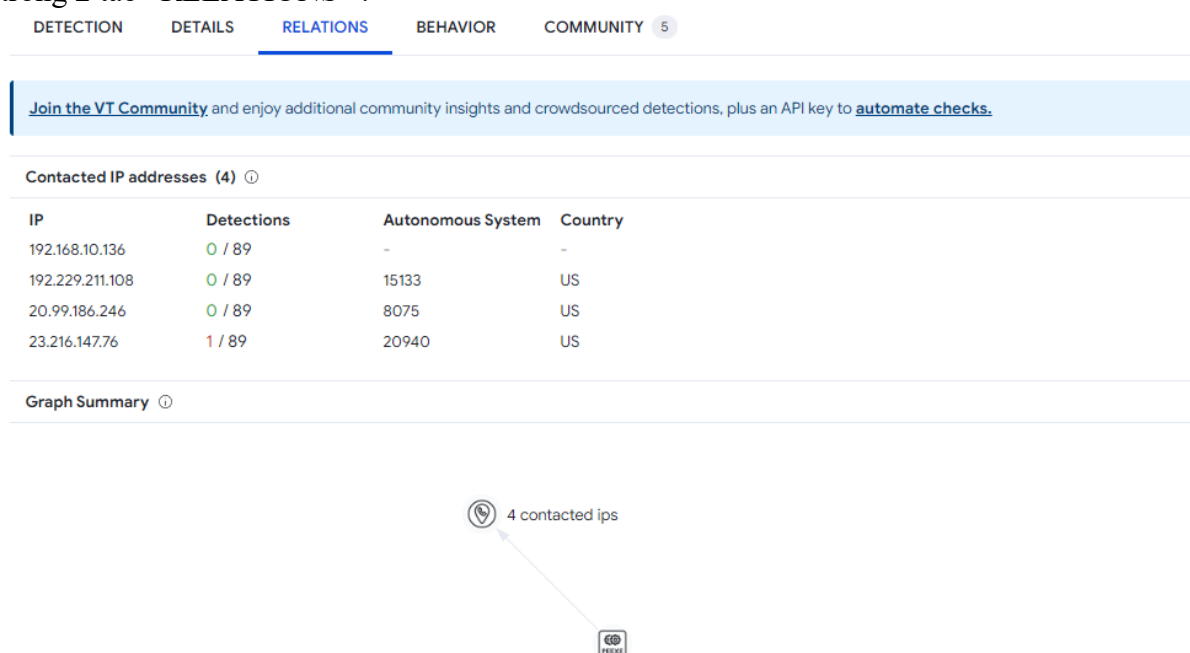 DETECTION DETAILS RELATIONS BEHAVIOR COMMUNITY 5
Join the VT Community and enjoy additional community insights and crowdsourced detections, plus an API key to automate checks.
Contacted IP addresses (4)
IP Detections Autonomous System Country
192.168.10.136 0 / 89 - -
192.229.211.108 0 / 89 15133 US
20.99.186.246 0 / 89 8075 US
23.216.147.76 1 / 89 20940 US
Graph Summary
4 contacted ips